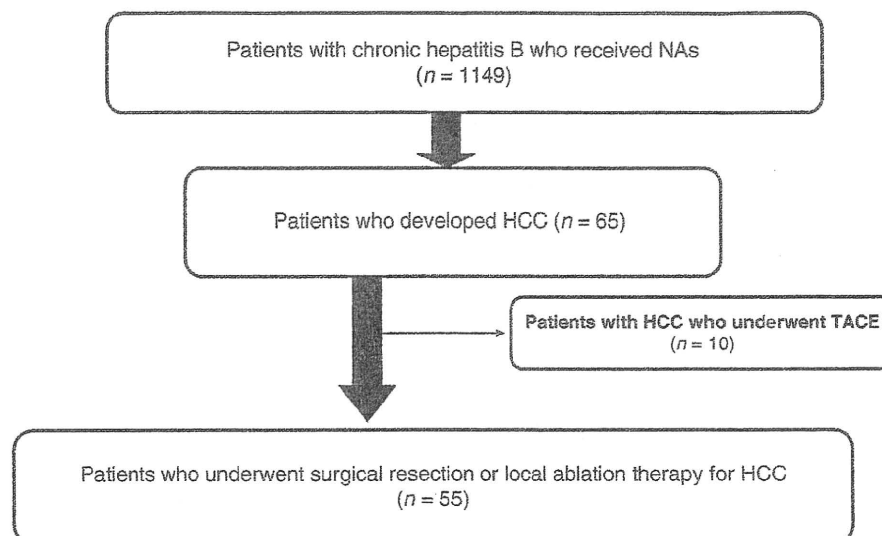 Patients with chronic hepatitis B who received NAs
(n = 1149)
Patients who developed HCC (n = 65)
Patients with HCC who underwent TACE
(n = 10)
Patients who underwent surgical resection or local ablation therapy for HCC
(n = 55)